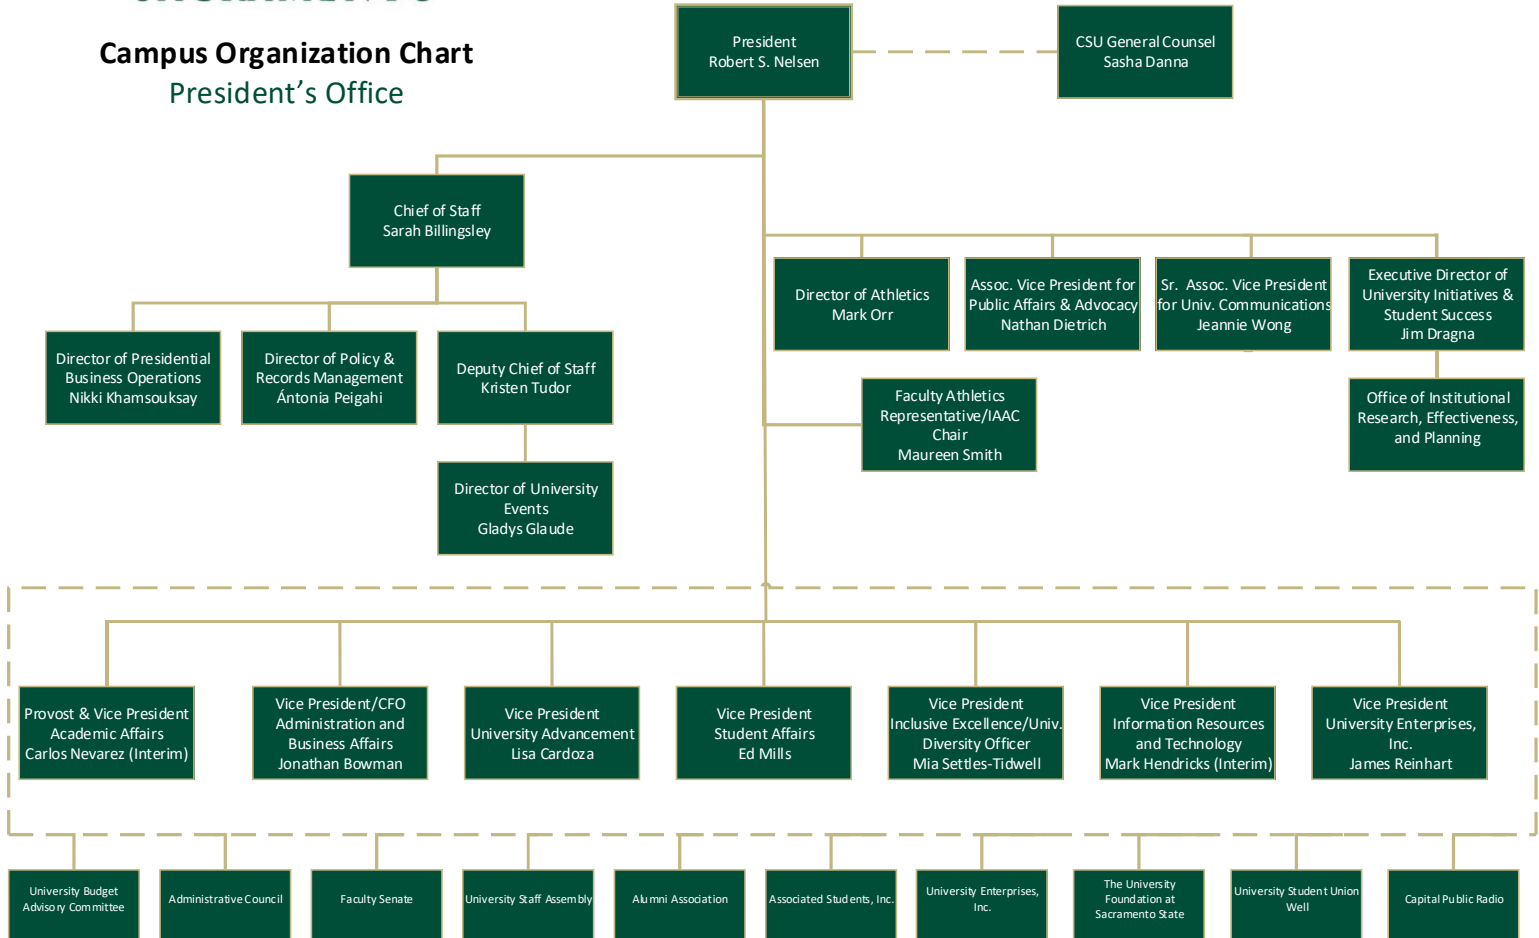 Campus Organization Chart
President's Office
President
Robert S. Nelsen
CSU General Counsel
Sasha Danna
Chief of Staff
Sarah Billingsley
Director of Athletics
Mark Orr
Assoc. Vice President for
Public Affairs & Advocacy
Nathan Dietrich
Sr. Assoc. Vice President
for Univ. Communications
Jeannie Wong
Executive Director of
University Initiatives &
Student Success
Jim Dragna
Director of Presidential
Business Operations
Nikki Khamsouksay
Director of Policy &
Records Management
Ántonia Peigahi
Deputy Chief of Staff
Kristen Tudor
Faculty Athletics
Representative/IAAC
Chair
Maureen Smith
Office of Institutional
Research, Effectiveness,
and Planning
Director of University
Events
Gladys Glaude
Provost & Vice President
Academic Affairs
Carlos Nevarez (Interim)
Vice President/CFO
Administration and
Business Affairs
Jonathan Bowman
Vice President
University Advancement
Lisa Cardoza
Vice President
Student Affairs
Ed Mills
Vice President
Inclusive Excellence/Univ.
Diversity Officer
Mia Settles-Tidwell
Vice President
Information Resources
and Technology
Mark Hendricks (Interim)
Vice President
University Enterprises,
Inc.
James Reinhart
University Budget
Advisory Committee
Administrative Council
Faculty Senate
University Staff Assembly
Alumni Association
Associated Students, Inc.
University Enterprises,
Inc.
The University
Foundation at
Sacramento State
University Student Union
Well
Capital Public Radio